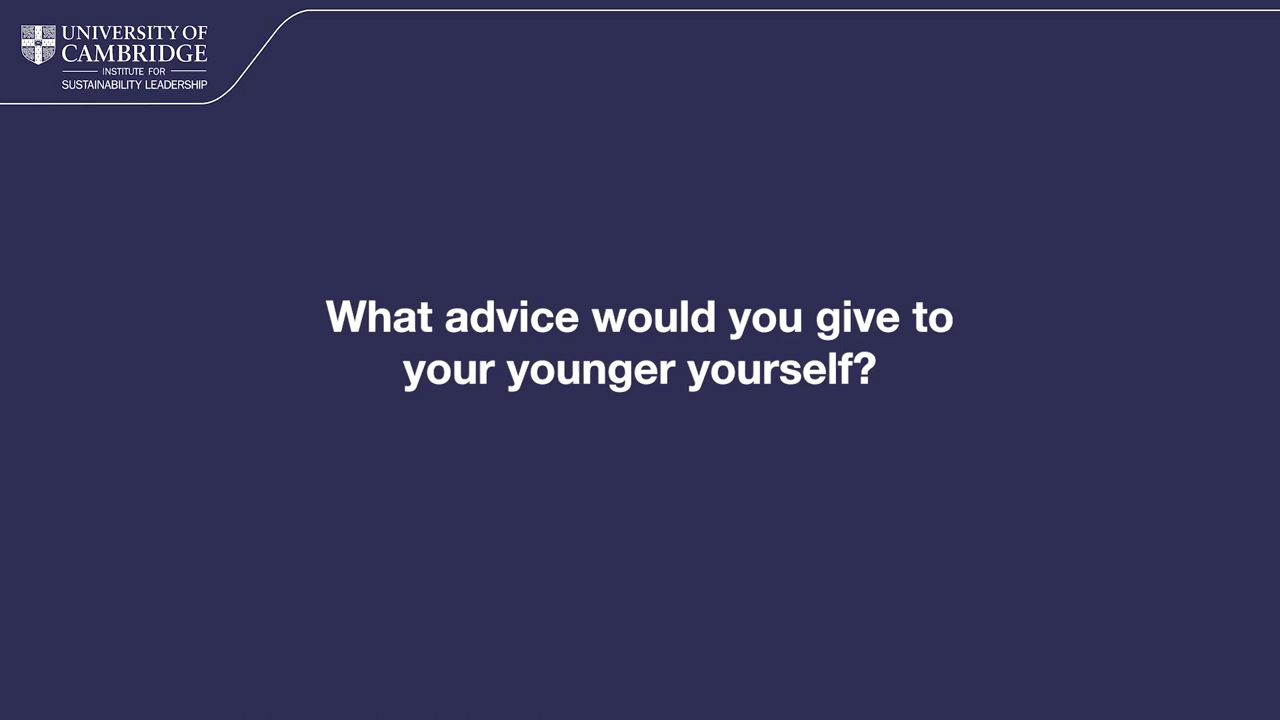 UNIVERSITY OF
CAMBRIDGE
INSTITUTE FOR
SUSTAINABILITY LEADERSHIP
What advice would you give to
your younger yourself?